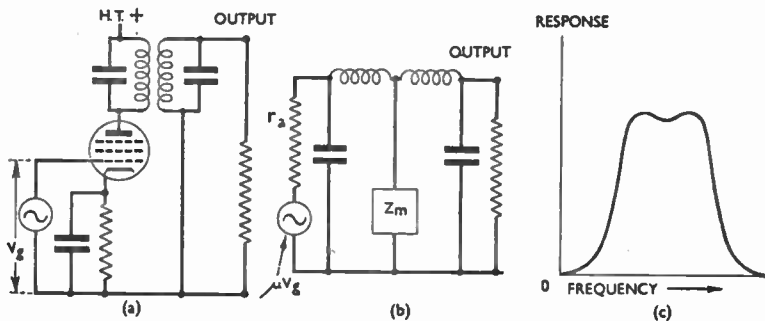 H.T. +
OUTPUT
Vg
(a)
OUTPUT
ra
Zm
μVg
(b)
RESPONSE
0 FREQUENCY
(c)